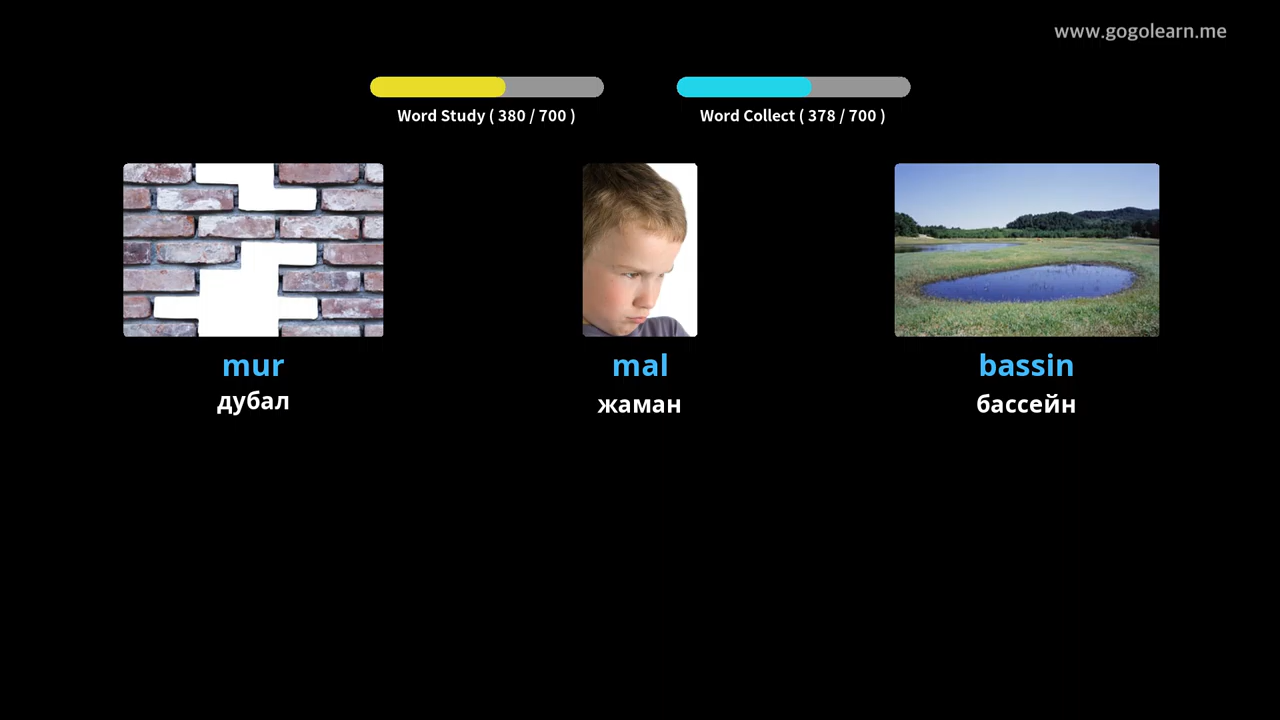 www.gogolearn.me
Word Study ( 380 / 700 )
Word Collect ( 378 / 700 )
mur
дубал
mal
жаман
bassin
бассейн